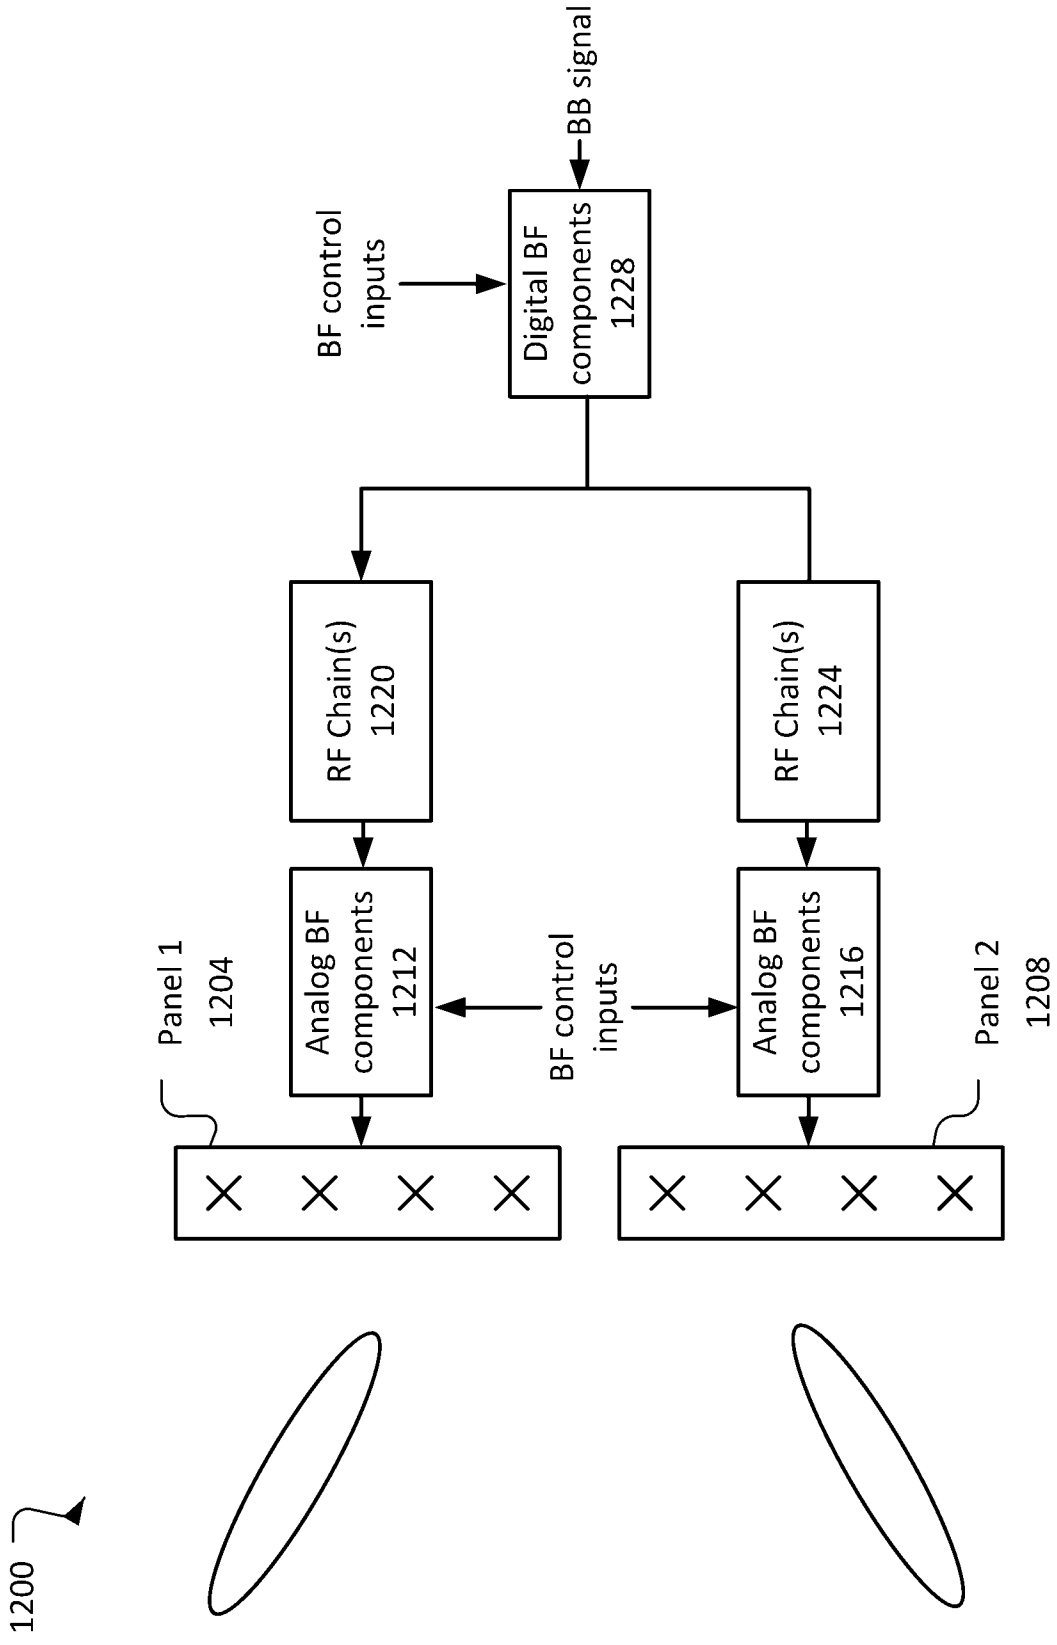 1200
Panel 1
1204
Analog BF
components
1212
RF Chain(s)
1220
BF control
inputs
BF control
inputs
Digital BF
components
1228
BB signal
Analog BF
components
1216
RF Chain(s)
1224
Panel 2
1208